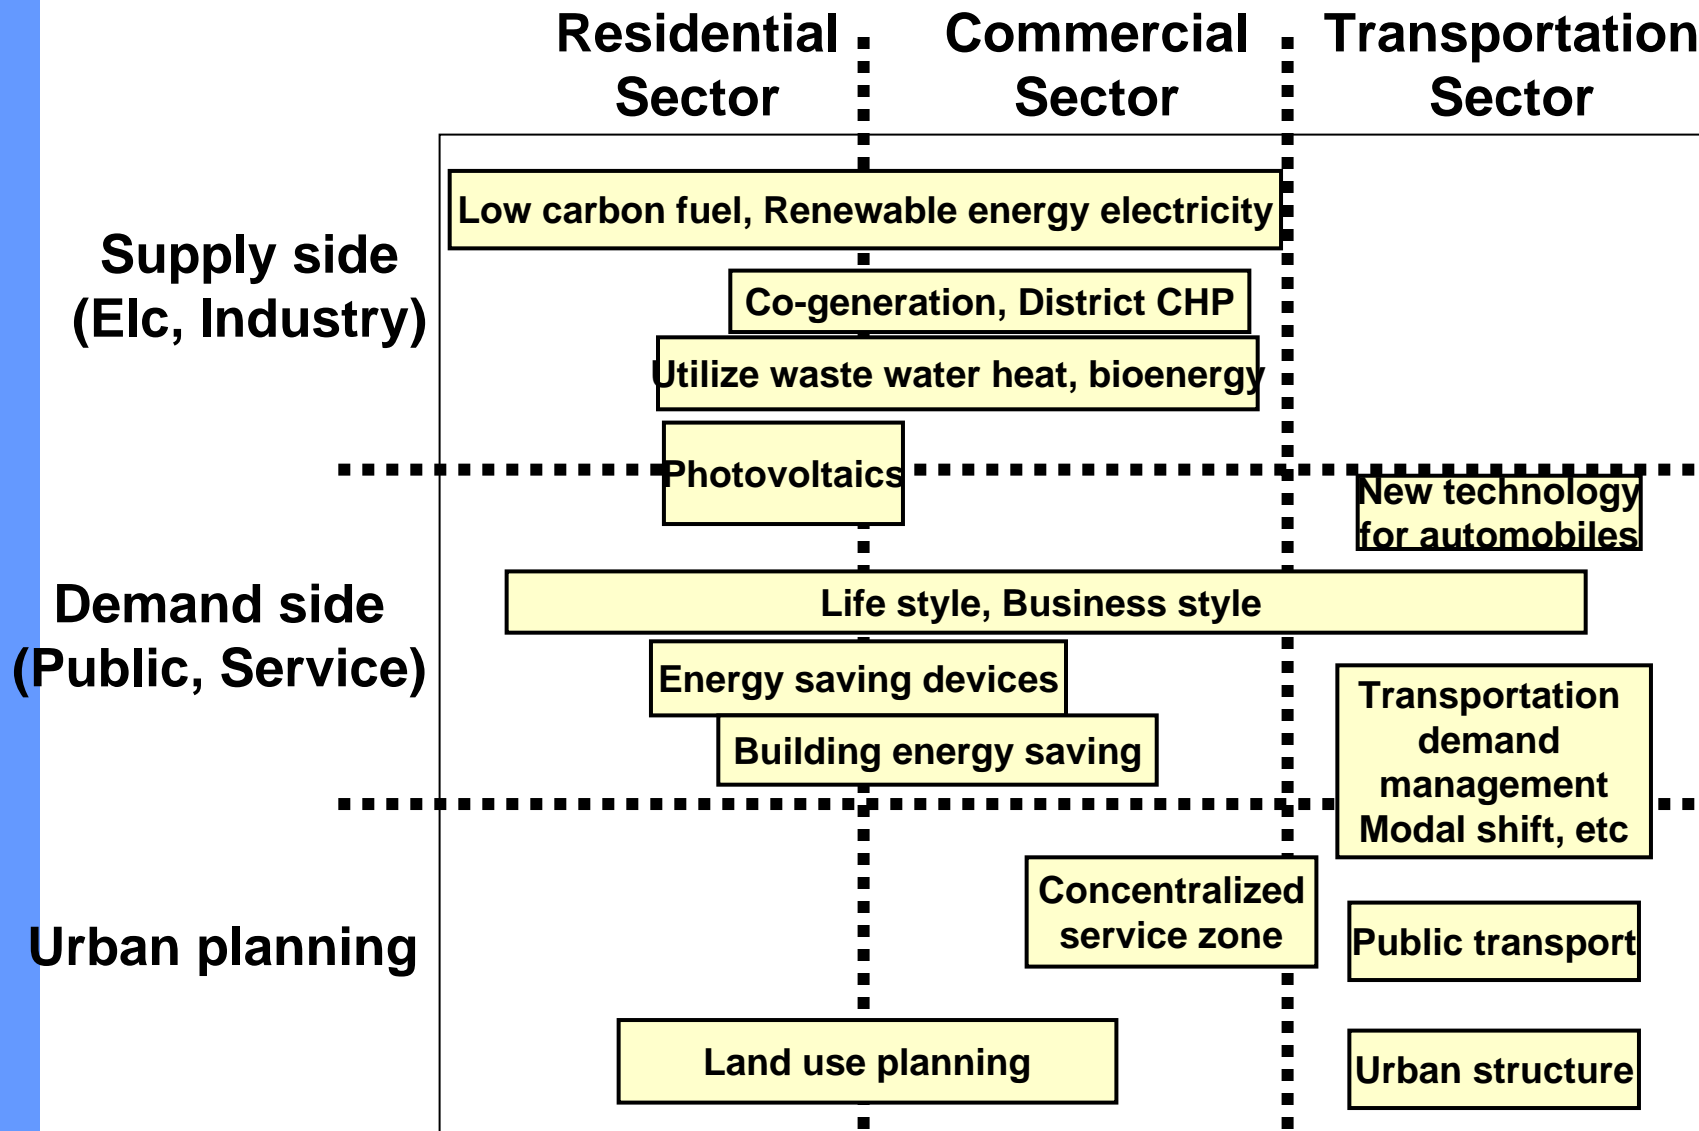 Residential
Sector
Commercial
Sector
Transportation
Sector
Supply side
(Elc, Industry)
Low carbon fuel, Renewable energy electricity
Co-generation, District CHP
Utilize waste water heat, bioenergy
Photovoltaics
New technology
for automobiles
Demand side
(Public, Service)
Life style, Business style
Energy saving devices
Building energy saving
Transportation
demand
management
Modal shift, etc
Urban planning
Concentralized
service zone
Public transport
Land use planning
Urban structure